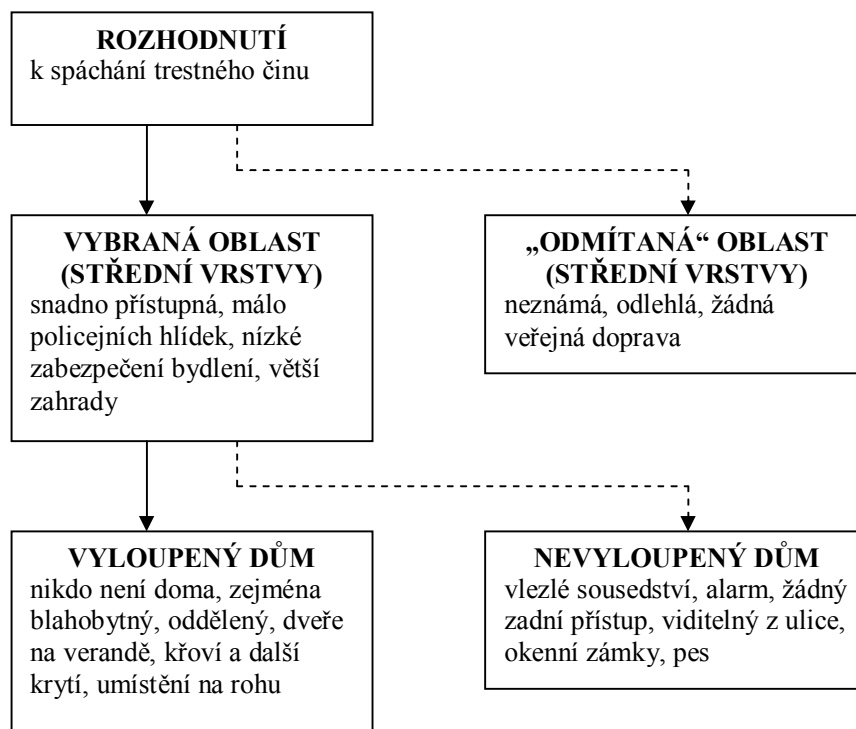 ROZHODNUTÍ
k spáchání trestného činu
VYBRANÁ OBLAST
(STŘEDNÍ VRSTVY)
snadno přístupná, málo
policejních hlídek, nízké
zabezpečení bydlení, větší
zahrady
„ODMÍTANÁ“ OBLAST
(STŘEDNÍ VRSTVY)
neznámá, odlehlá, žádná
veřejná doprava
VYLOUPENÝ DŮM
nikdo není doma, zejména
blahobytný, oddělený, dveře
na verandě, křoví a další
krytí, umístění na rohu
NEVYLOUPENÝ DŮM
vlezlé sousedství, alarm, žádný
zadní přístup, viditelný z ulice,
okenní zámky, pes